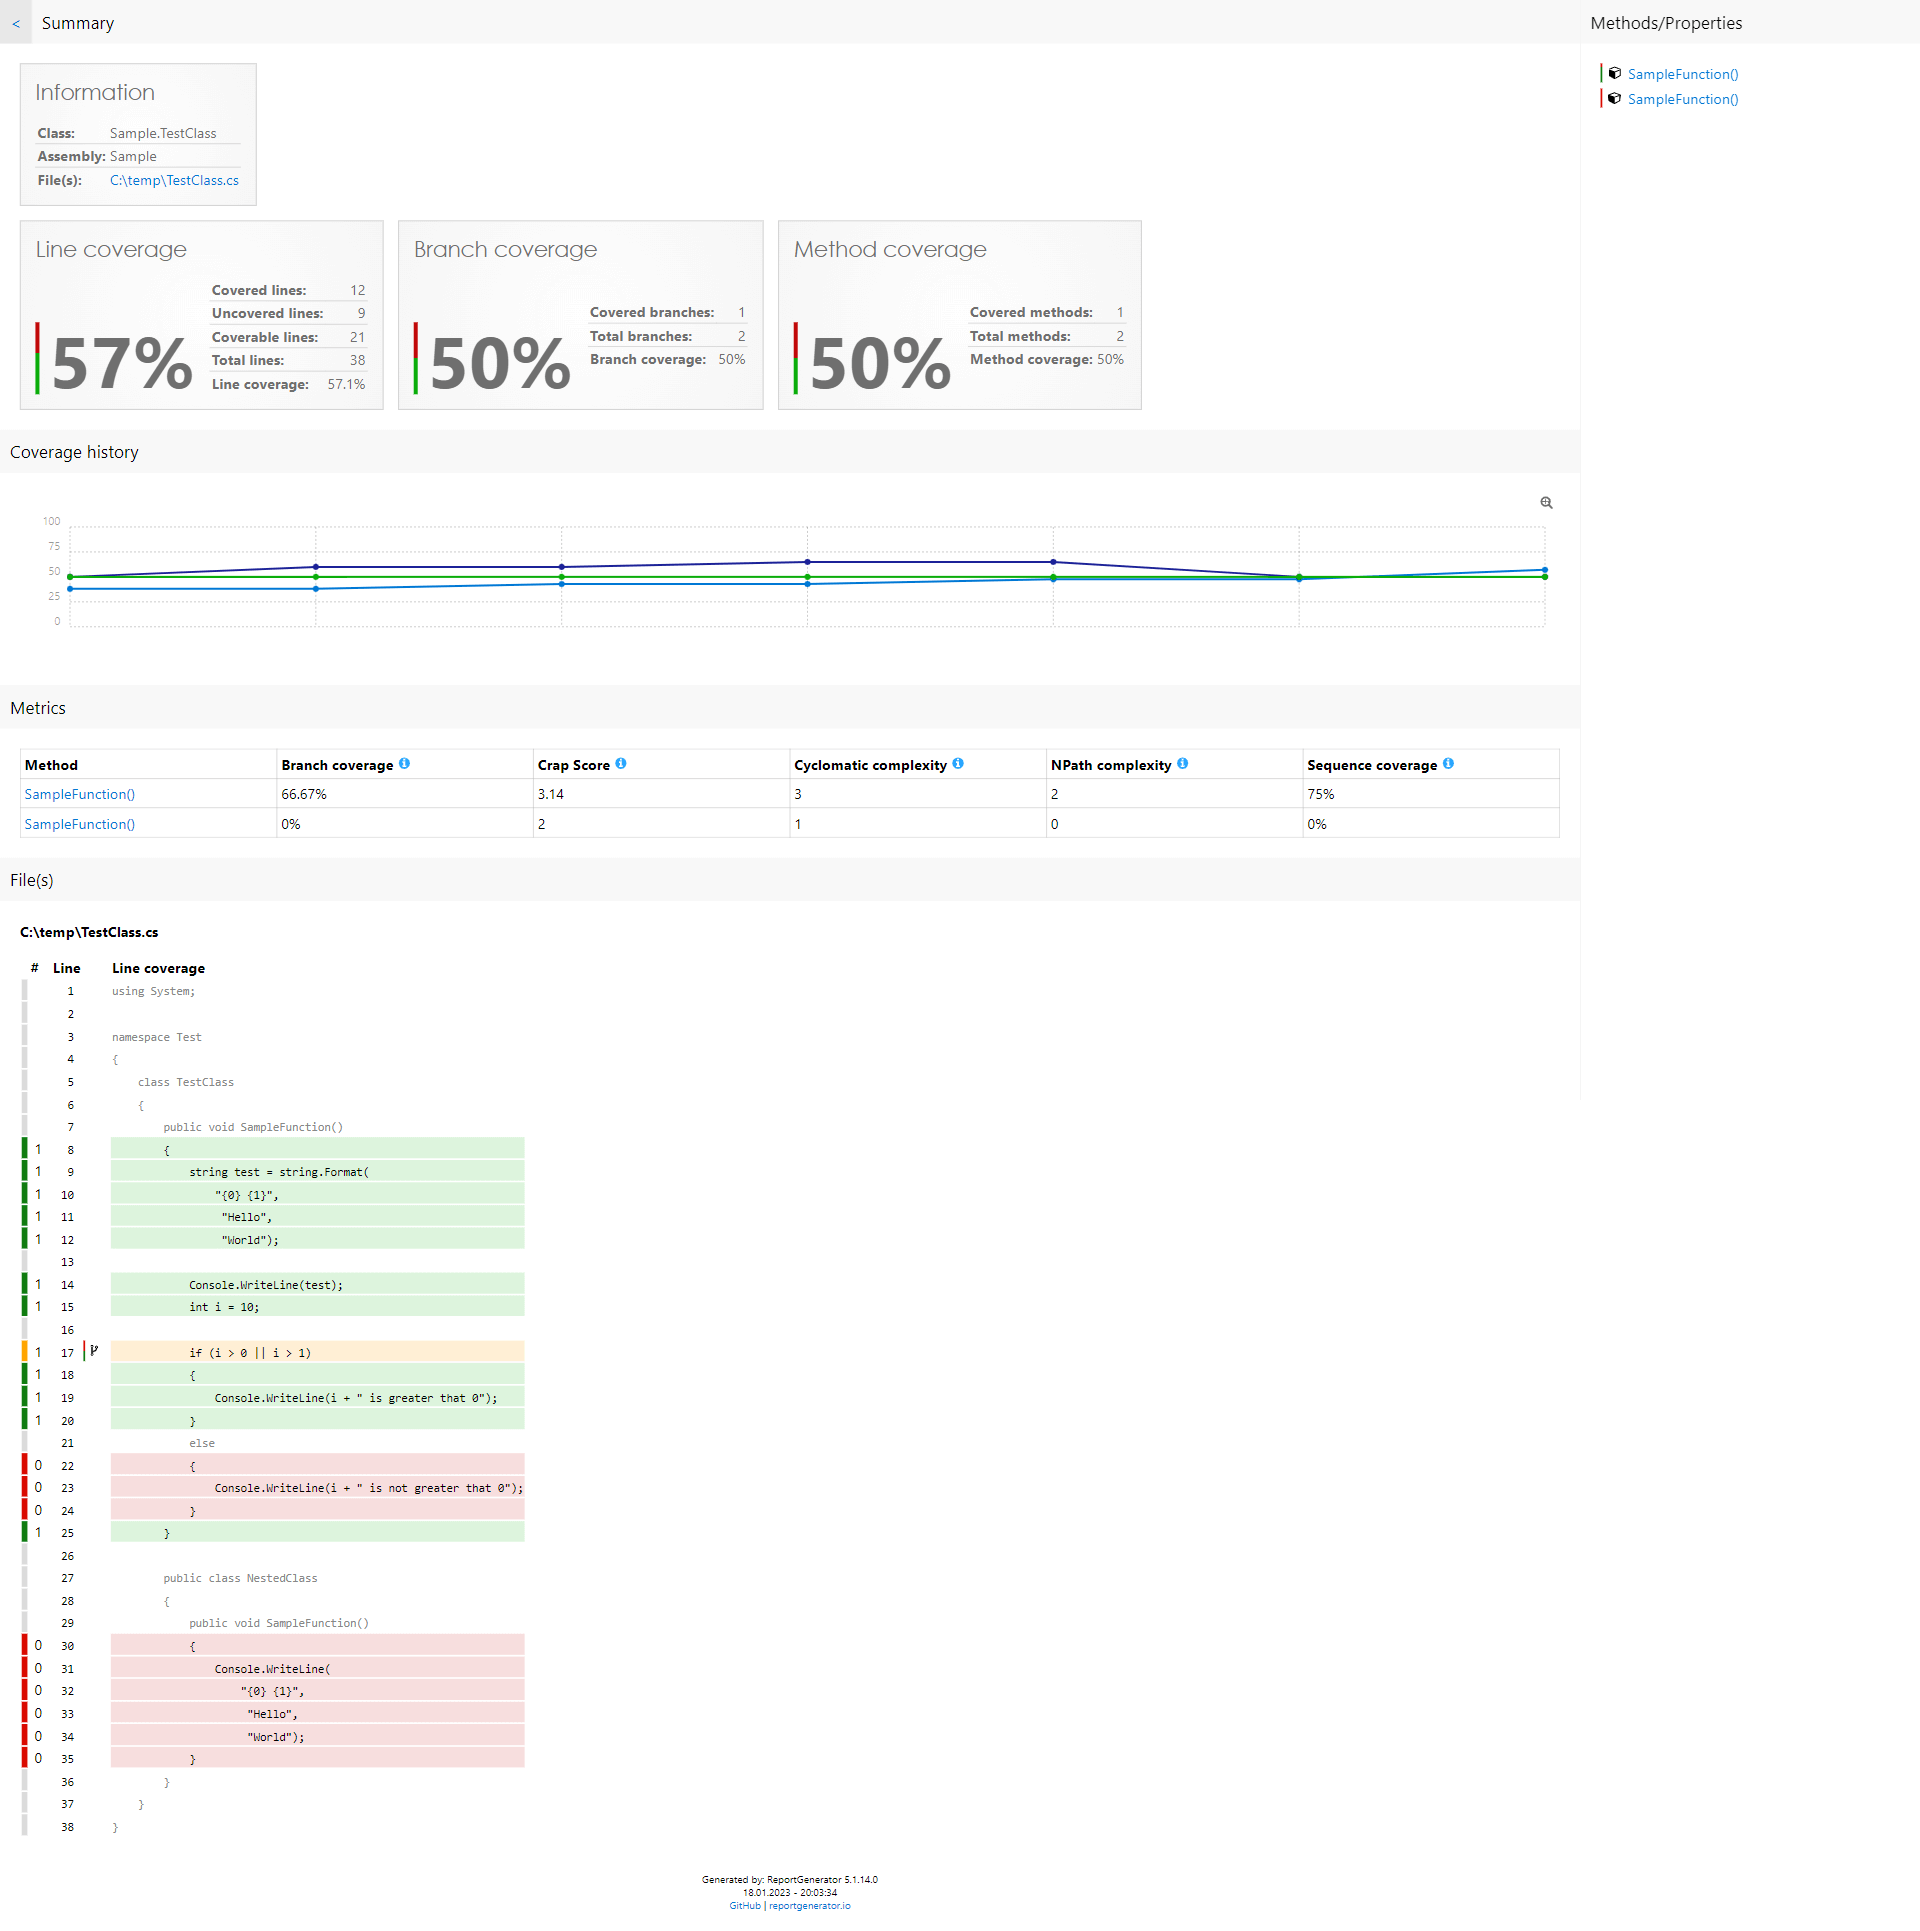 < Summary
Information
Class: Sample.TestClass
Assembly: Sample
File(s): C:\temp\TestClass.cs
Line coverage
57%
Covered lines: 12
Uncovered lines: 9
Coverable lines: 21
Total lines: 38
Line coverage: 57.1%
Branch coverage
50%
Covered branches: 1
Total branches: 2
Branch coverage: 50%
Method coverage
50%
Covered methods: 1
Total methods: 2
Method coverage: 50%
Coverage history
100
75
50
25
0
Metrics
Method Branch coverage Crap Score Cyclomatic complexity NPath complexity Sequence coverage
SampleFunction() 66.67% 3.14 3 2 75%
SampleFunction() 0% 2 1 0 0%
File(s)
C:\temp\TestClass.cs
# Line Line coverage
1 using System;
2
3 namespace Test
4 {
5 class TestClass
6 {
7 public void SampleFunction()
1 8 {
1 9 string test = string.Format(
1 10 "{0} {1}",
1 11 "Hello",
1 12 "World");
13
1 14 Console.WriteLine(test);
1 15 int i = 10;
16
1 17 if (i > 0 || i > 1)
1 18 {
1 19 Console.WriteLine(i + " is greater that 0");
1 20 }
21 else
0 22 {
0 23 Console.WriteLine(i + " is not greater that 0");
0 24 }
1 25 }
26
27 public class NestedClass
28 {
29 public void SampleFunction()
0 30 {
0 31 Console.WriteLine(
0 32 "{0} {1}",
0 33 "Hello",
0 34 "World");
0 35 }
36 }
37 }
38 }
Generated by: ReportGenerator 5.1.14.0
18.01.2023 - 20:03:34
GitHub | reportgenerator.io
Methods/Properties
SampleFunction()
SampleFunction()